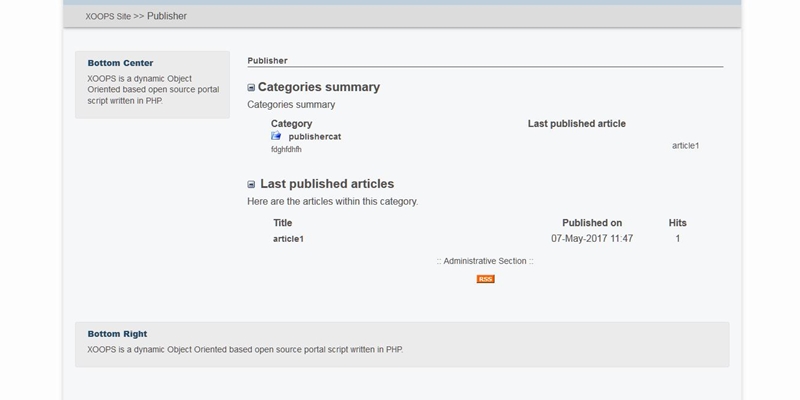 XOOPS Site >> Publisher
Bottom Center
XOOPS is a dynamic Object
Oriented based open source portal
script written in PHP.
Publisher
Categories summary
Categories summary
Category Last published article
publishercat
fdghfdhfh article1
Last published articles
Here are the articles within this category.
Title Published on Hits
article1 07-May-2017 11:47 1
:: Administrative Section ::
RSS
Bottom Right
XOOPS is a dynamic Object Oriented based open source portal script written in PHP.